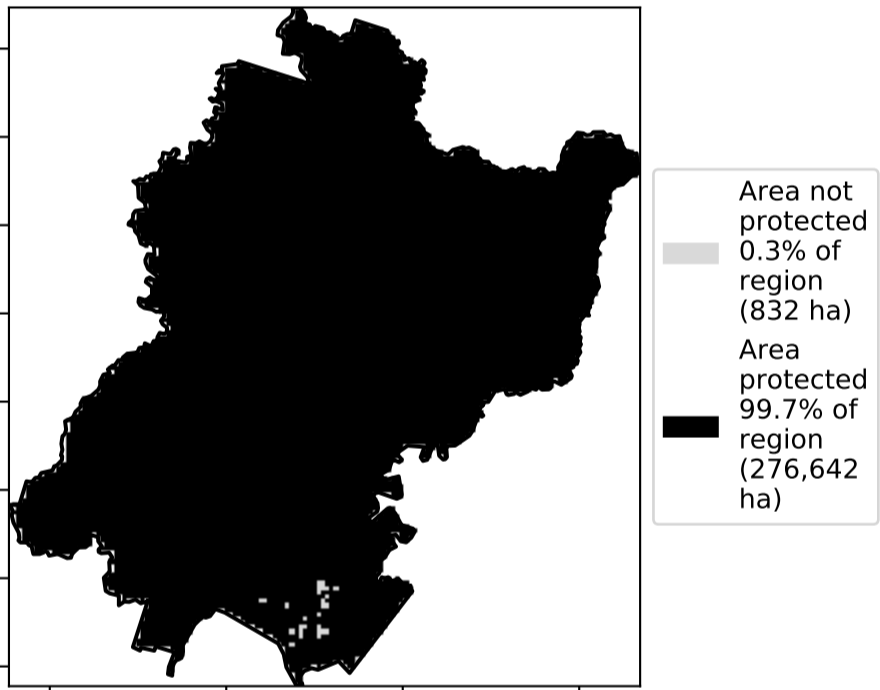 Area not
protected
0.3% of
region
(832 ha)
Area
protected
99.7% of
region
(276,642
ha)